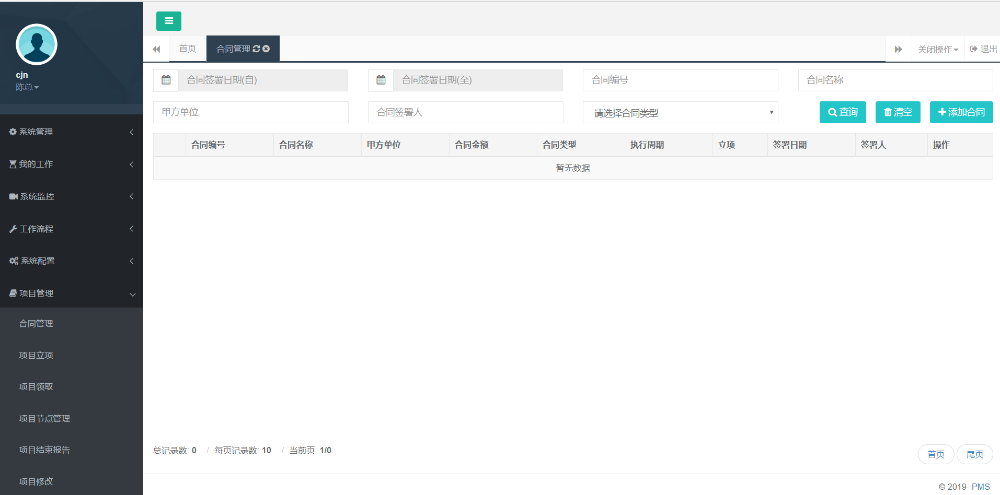 cjn
陈总
系统管理
我的工作
系统监控
工作流程
系统配置
项目管理
合同管理
项目立项
项目领取
项目节点管理
项目结束报告
项目修改
首页 合同管理 关闭操作 退出
合同签署日期(自) 合同签署日期(至) 合同编号 合同名称
甲方单位 合同签署人 请选择合同类型 查询 清空 添加合同
合同编号 合同名称 甲方单位 合同金额 合同类型 执行周期 立项 签署日期 签署人 操作
暂无数据
总记录数: 0 / 每页记录数: 10 / 当前页: 1/0 首页 尾页
© 2019- PMS